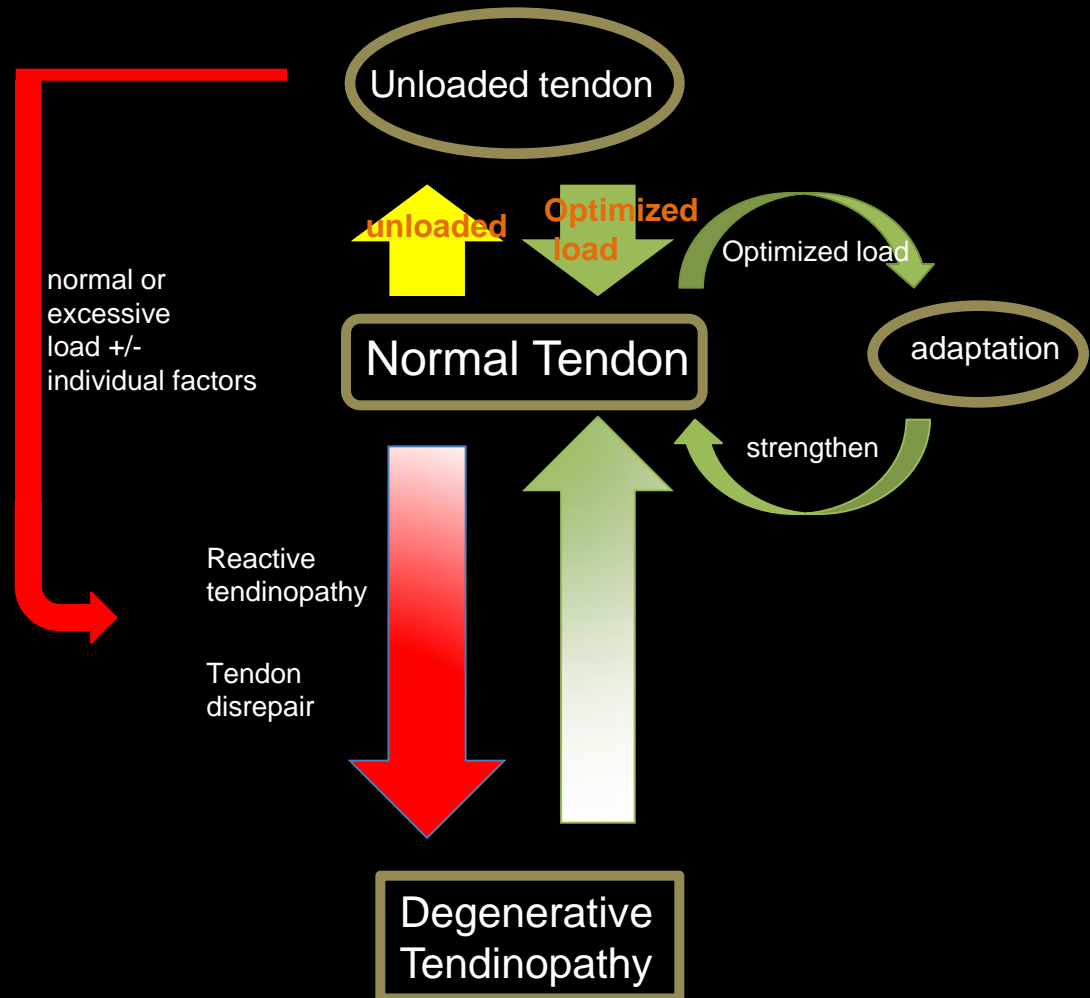 Unloaded tendon
unloaded
Optimized
load
Optimized load
normal or
excessive
load +/-
individual factors
Normal Tendon
adaptation
strengthen
Reactive
tendinopathy
Tendon
disrepair
Degenerative
Tendinopathy